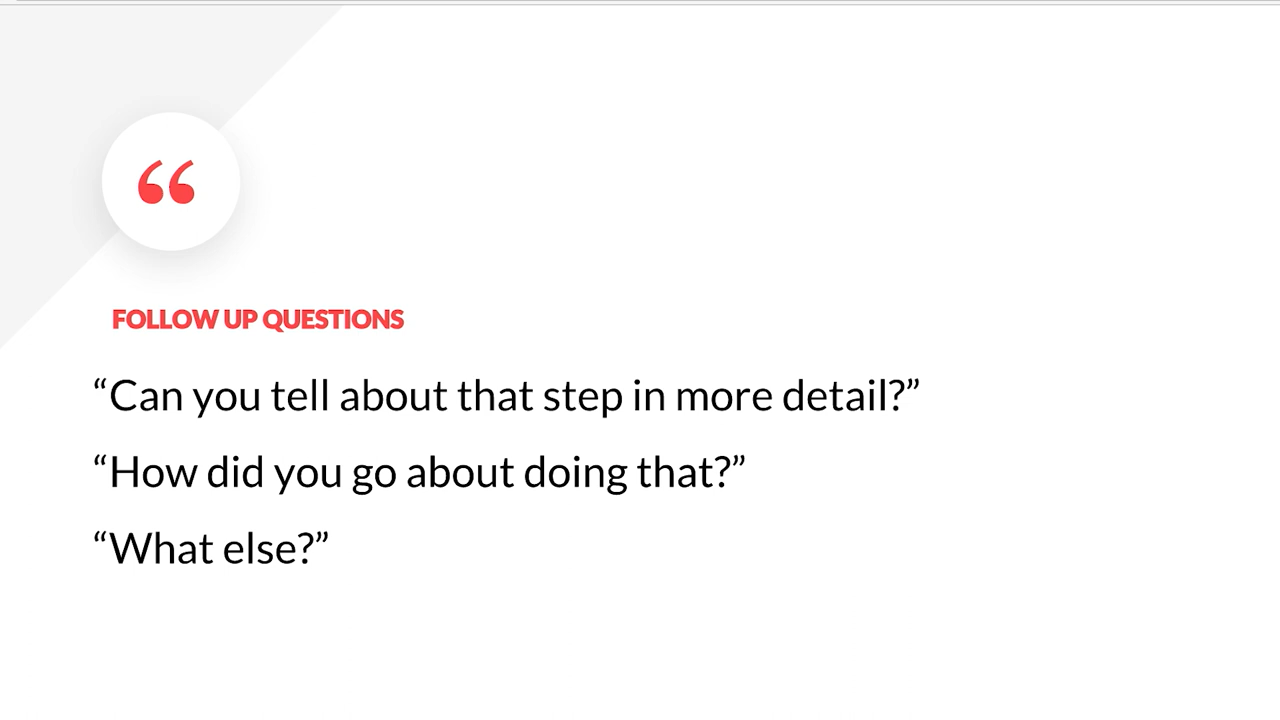 “
FOLLOW UP QUESTIONS
“Can you tell about that step in more detail?”
“How did you go about doing that?”
“What else?”